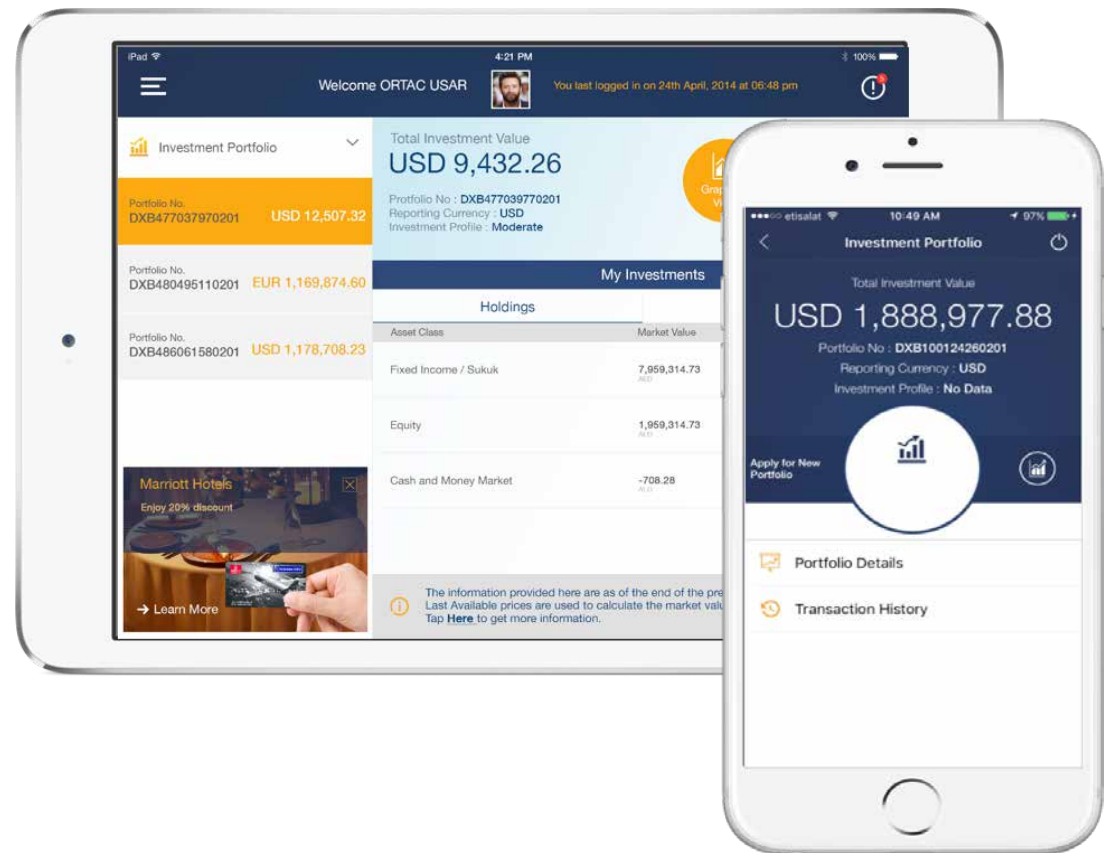 iPad
4:21 PM
100%
Welcome ORTAC USAR
You last logged in on 24th April, 2014 at 06:48 pm
Investment Portfolio
Portfolio No.
DXB477037970201
USD 12,507.32
Portfolio No.
DXB480495110201
EUR 1,169,874.60
Portfolio No.
DXB486061580201
USD 1,178,708.23
Marriott Hotels
Enjoy 20% discount
→ Learn More
Total Investment Value
USD 9,432.26
Protfolio No : DXB477039770201
Reporting Currency : USD
Investment Profile : Moderate
My Investments
Holdings
Asset Class Market Value
Fixed Income / Sukuk 7,959,314.73
AED
Equity 1,959,314.73
AED
Cash and Money Market -708.28
AED
The information provided here are as of the end of the pre
Last Available prices are used to calculate the market valu
Tap Here to get more information.
etisalat
10:49 AM
97%
Investment Portfolio
Total Investment Value
USD 1,888,977.88
Portfolio No : DXB100124260201
Reporting Currency : USD
Investment Profile : No Data
Apply for New
Portfolio
Portfolio Details
Transaction History